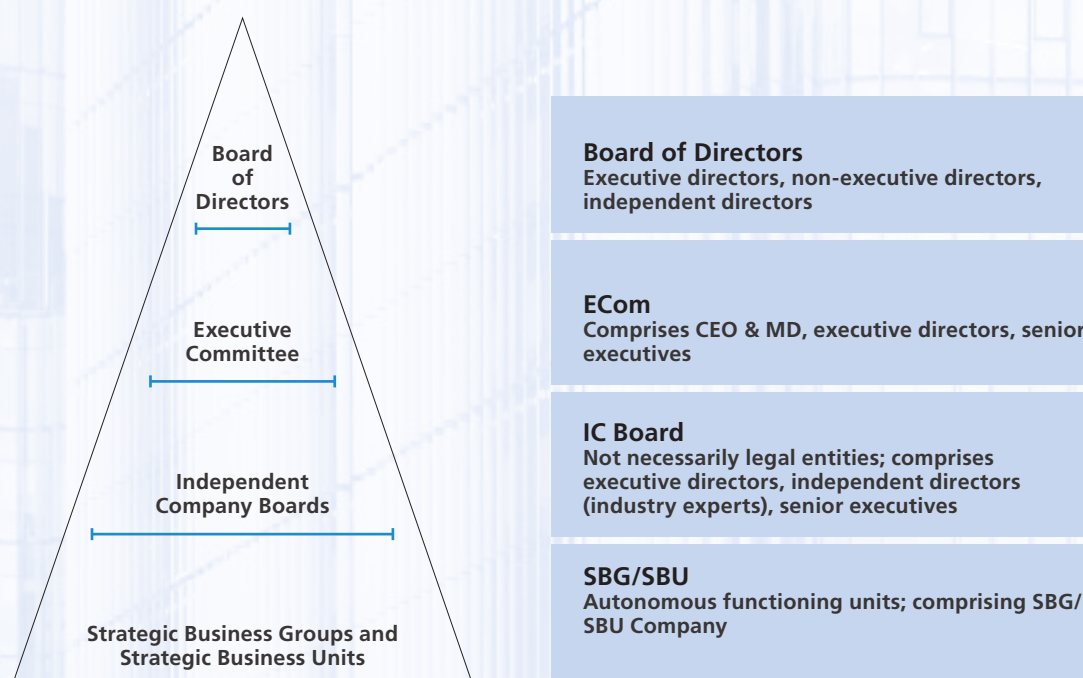 Board
of
Directors
Executive
Committee
Independent
Company Boards
Strategic Business Groups and
Strategic Business Units
Board of Directors
Executive directors, non-executive directors,
independent directors
ECom
Comprises CEO & MD, executive directors, senior
executives
IC Board
Not necessarily legal entities; comprises
executive directors, independent directors
(industry experts), senior executives
SBG/SBU
Autonomous functioning units; comprising SBG/
SBU Company